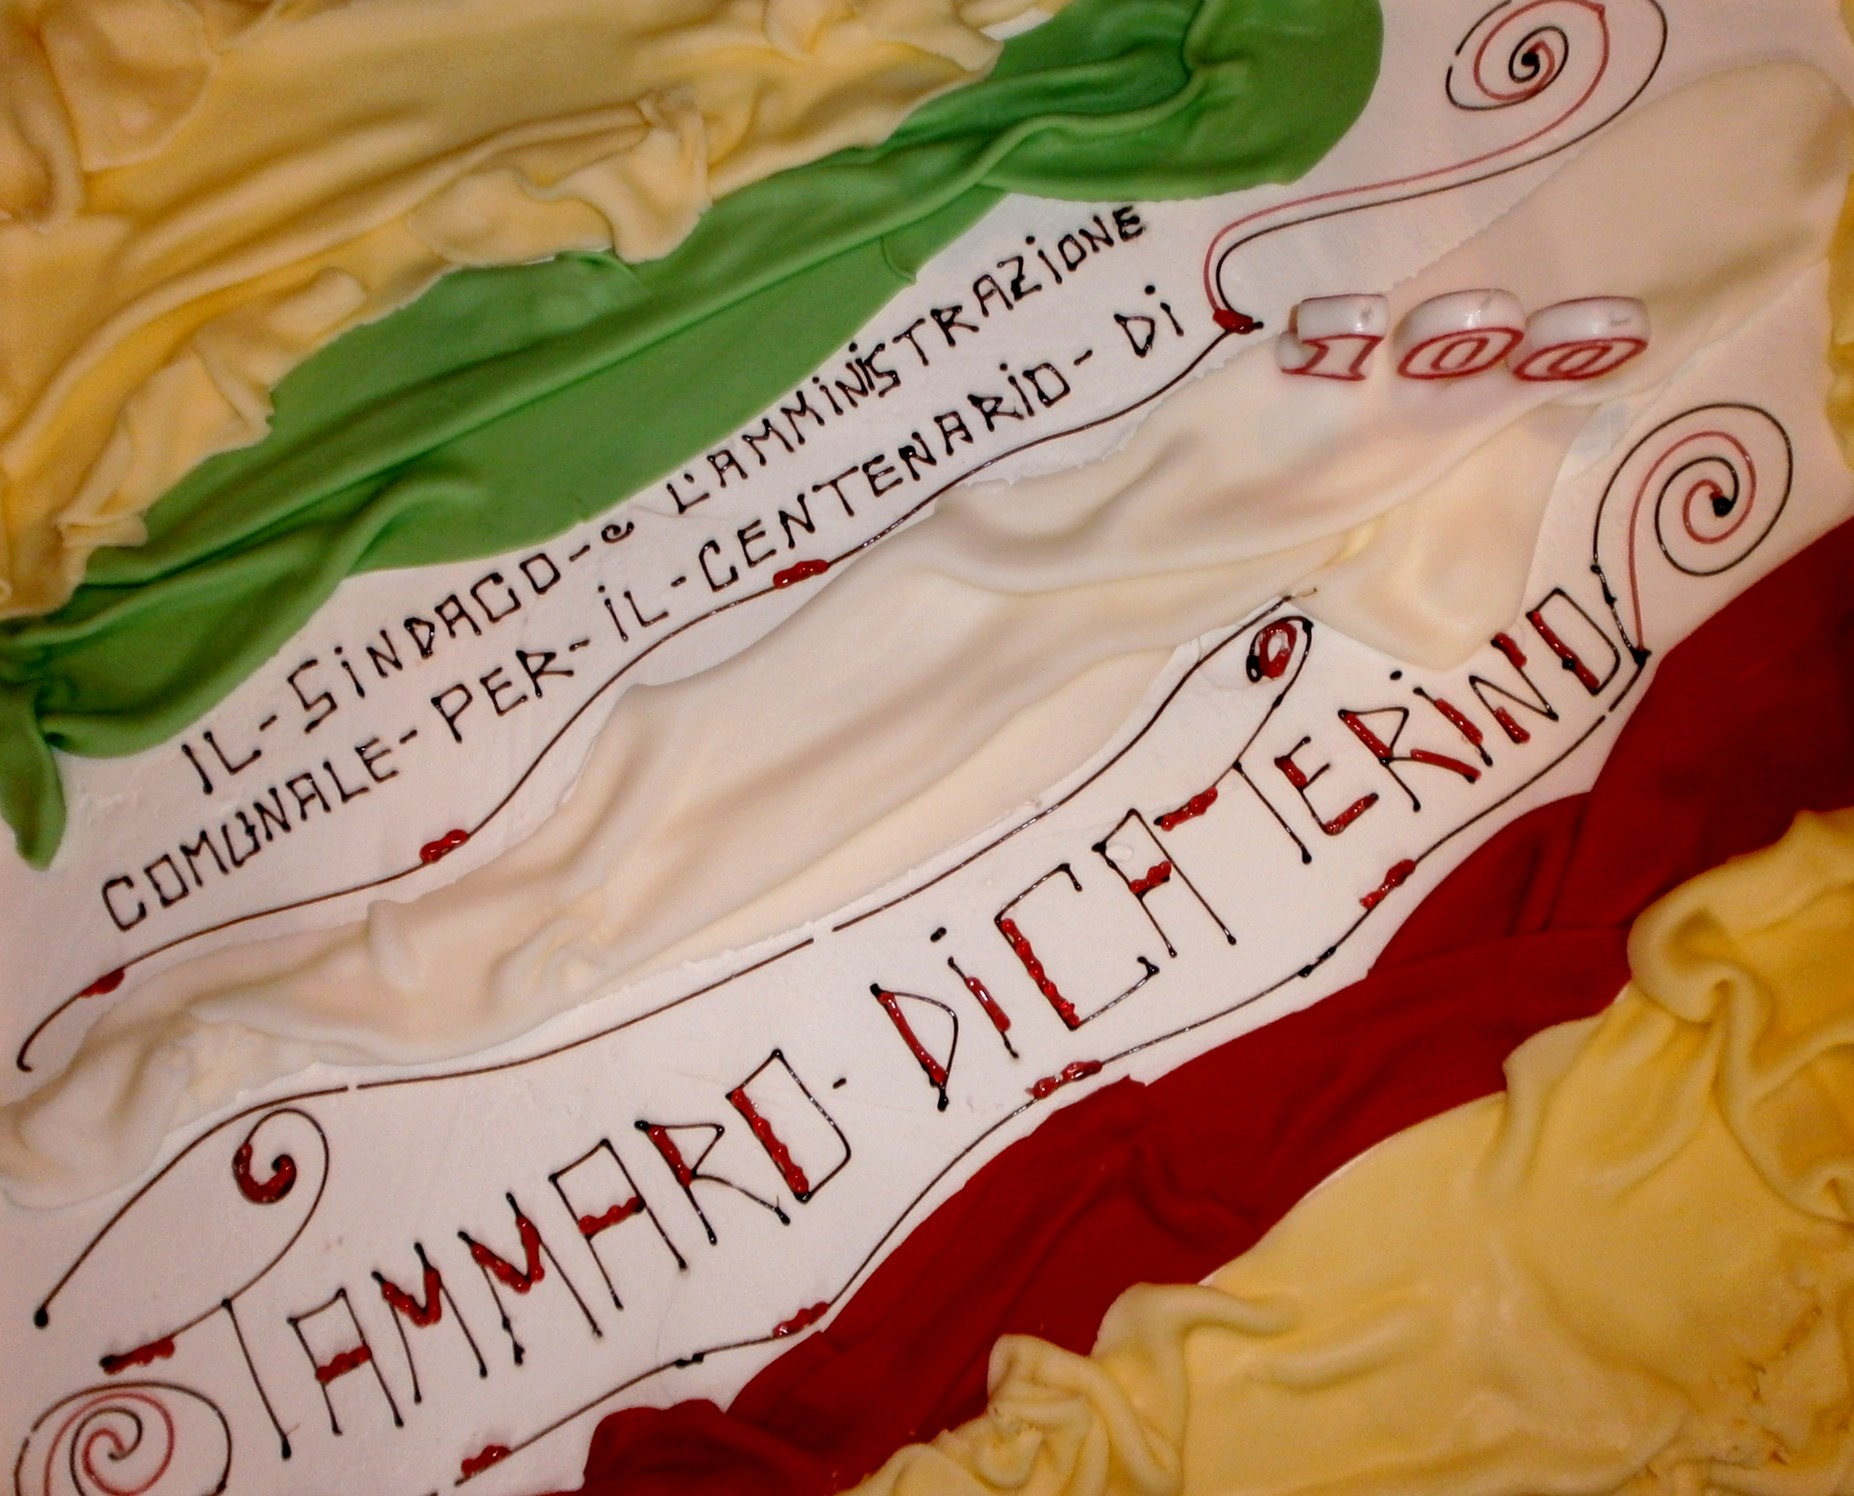 IL-SiNDACO-e L'AMMiNiSTRAZiONE
COMUNALE-PER-iL-CENTENARiO-Di
100
TAMMARO-DiCATERiNO